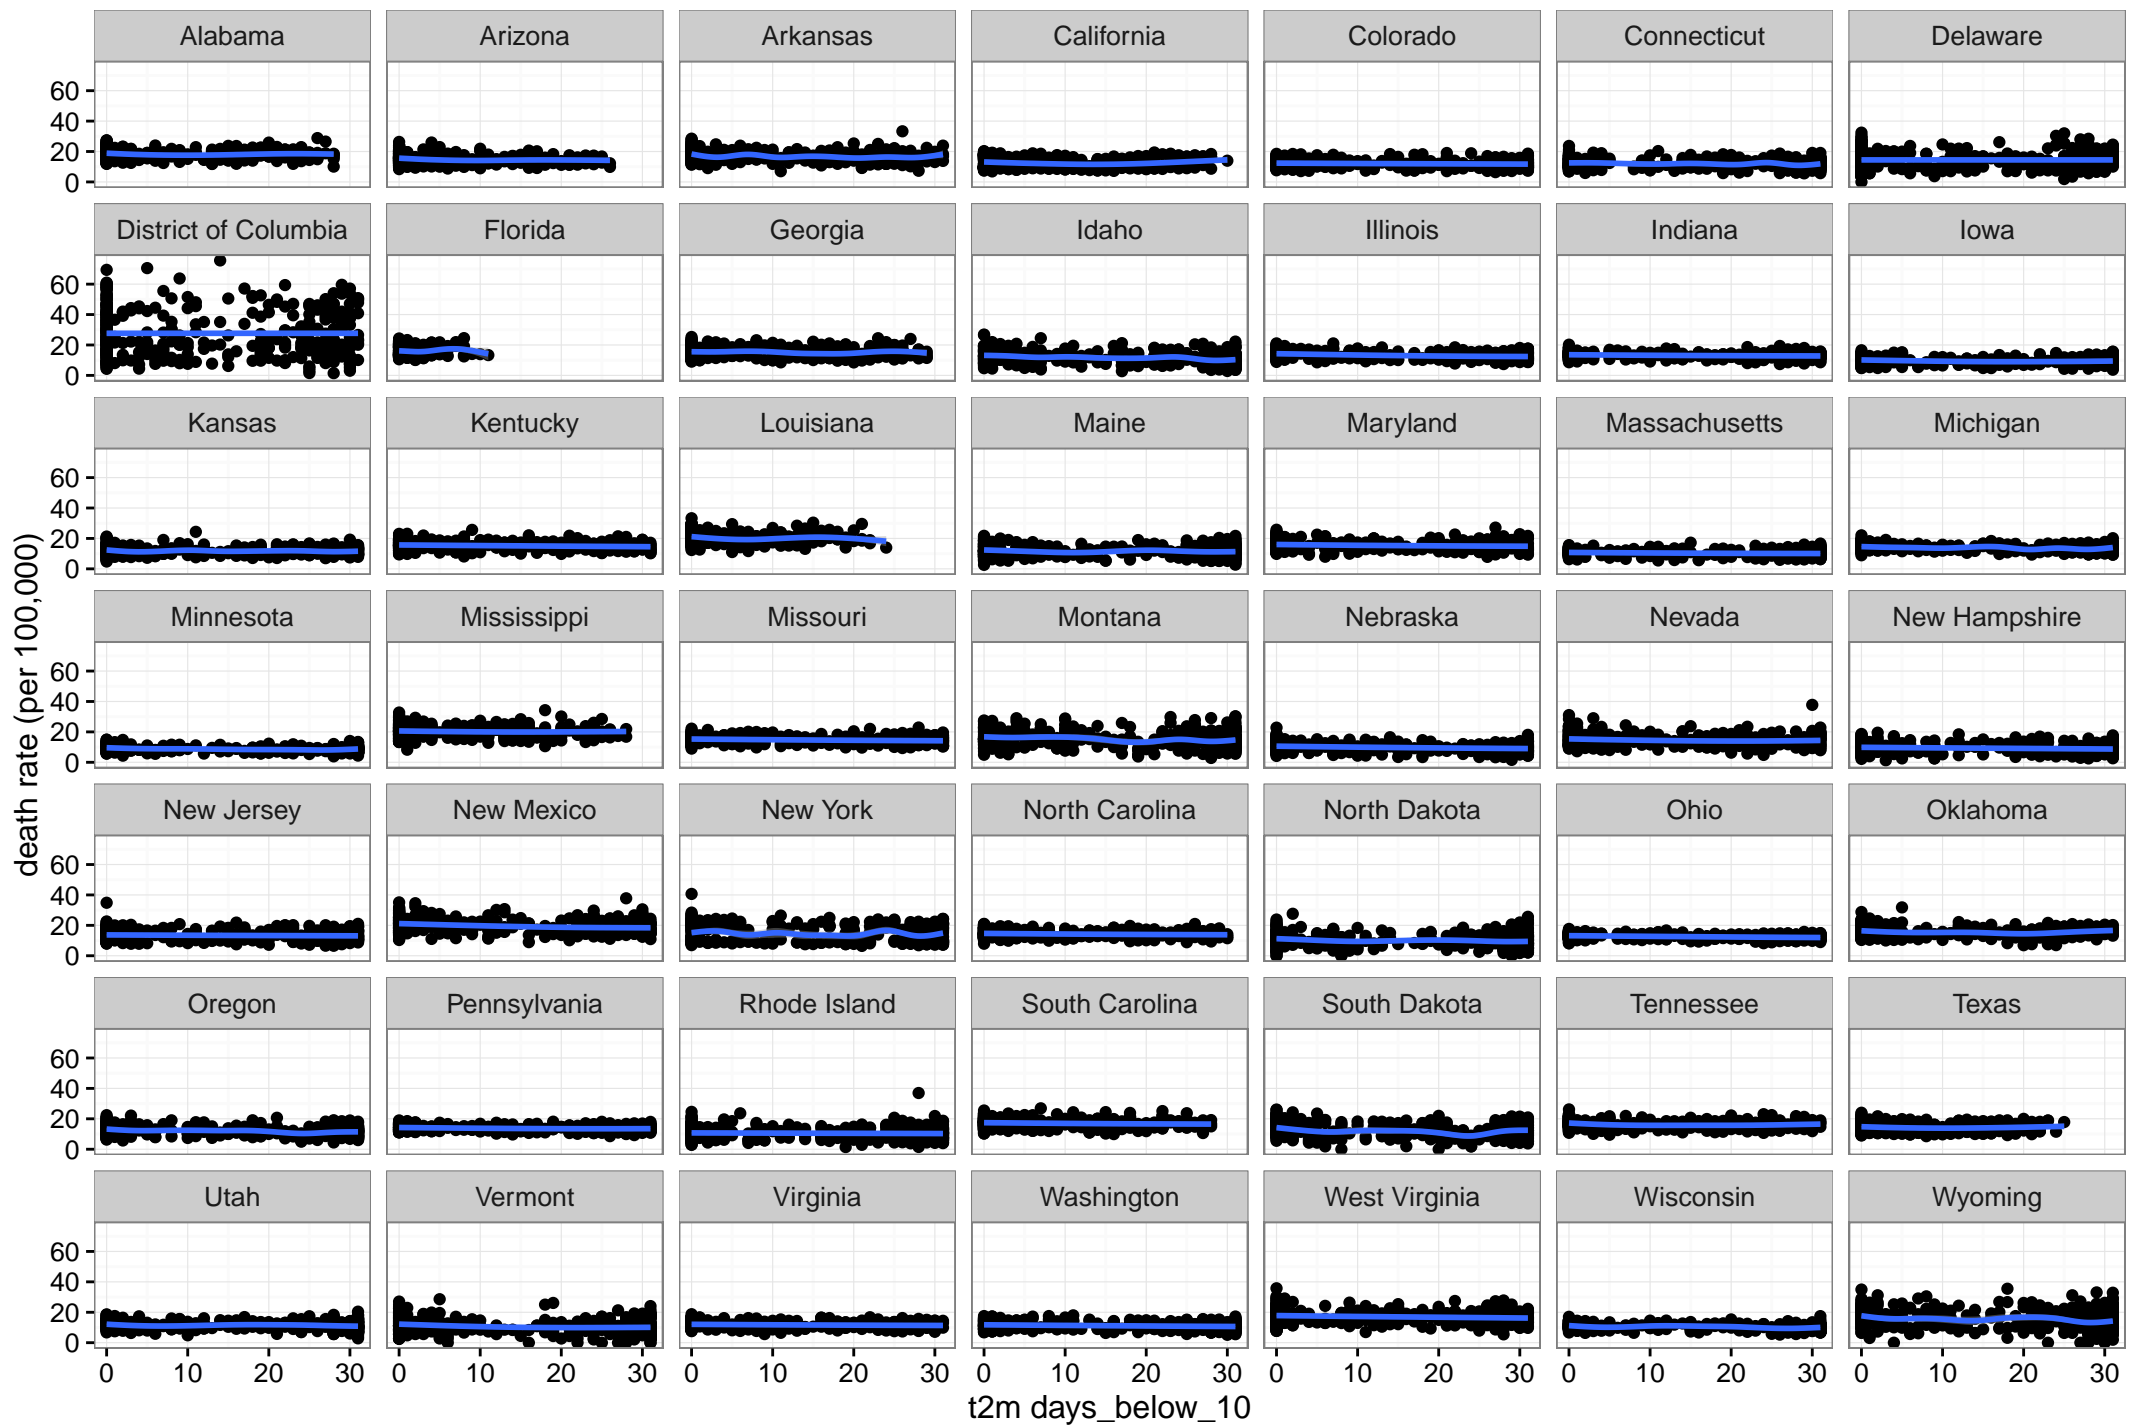 Alabama Arizona Arkansas California Colorado Connecticut Delaware
60
40
20
0
District of Columbia Florida Georgia Idaho Illinois Indiana Iowa
60
40
20
0
Kansas Kentucky Louisiana Maine Maryland Massachusetts Michigan
60
40
20
0
Minnesota Mississippi Missouri Montana Nebraska Nevada New Hampshire
60
40
20
0
New Jersey New Mexico New York North Carolina North Dakota Ohio Oklahoma
60
40
20
0
Oregon Pennsylvania Rhode Island South Carolina South Dakota Tennessee Texas
60
40
20
0
Utah Vermont Virginia Washington West Virginia Wisconsin Wyoming
60
40
20
0
0 10 20 30 0 10 20 30 0 10 20 30 0 10 20 30 0 10 20 30 0 10 20 30 0 10 20 30
t2m days_below_10
death rate (per 100,000)